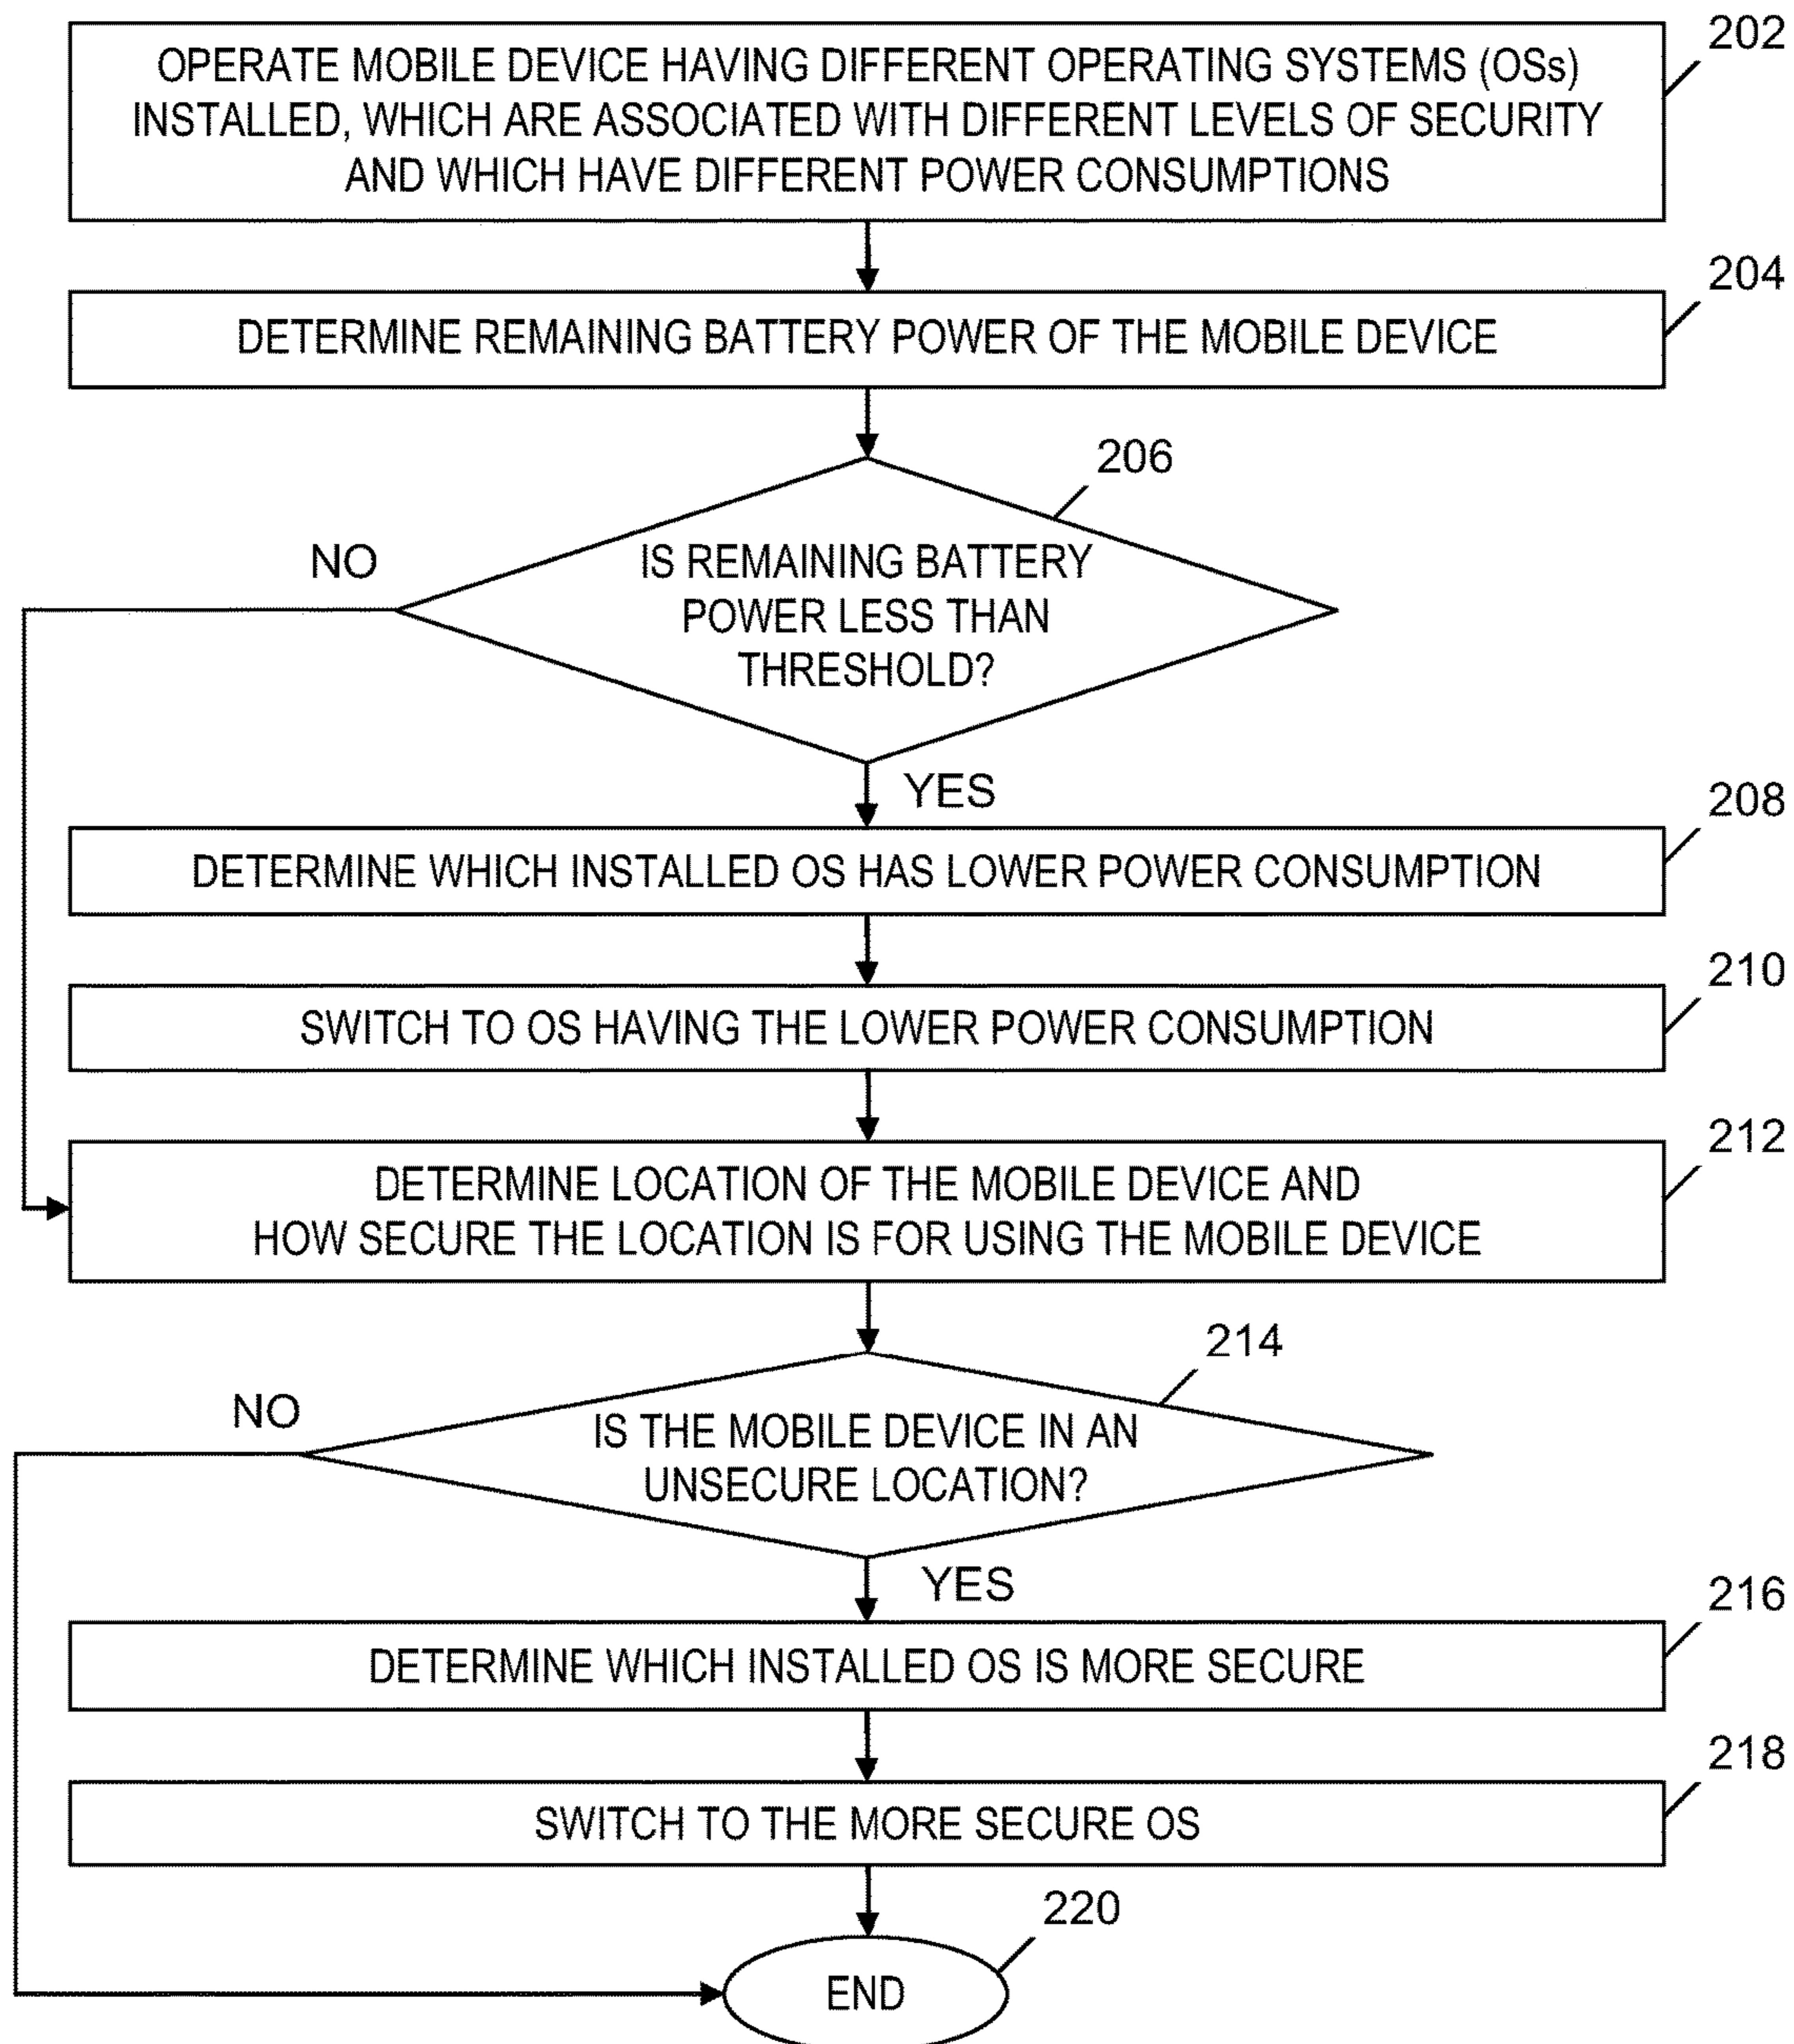 202
OPERATE MOBILE DEVICE HAVING DIFFERENT OPERATING SYSTEMS (OSs)
INSTALLED, WHICH ARE ASSOCIATED WITH DIFFERENT LEVELS OF SECURITY
AND WHICH HAVE DIFFERENT POWER CONSUMPTIONS
204
DETERMINE REMAINING BATTERY POWER OF THE MOBILE DEVICE
206
NO
IS REMAINING BATTERY
POWER LESS THAN
THRESHOLD?
YES
208
DETERMINE WHICH INSTALLED OS HAS LOWER POWER CONSUMPTION
210
SWITCH TO OS HAVING THE LOWER POWER CONSUMPTION
212
DETERMINE LOCATION OF THE MOBILE DEVICE AND
HOW SECURE THE LOCATION IS FOR USING THE MOBILE DEVICE
214
NO
IS THE MOBILE DEVICE IN AN
UNSECURE LOCATION?
YES
216
DETERMINE WHICH INSTALLED OS IS MORE SECURE
218
SWITCH TO THE MORE SECURE OS
220
END